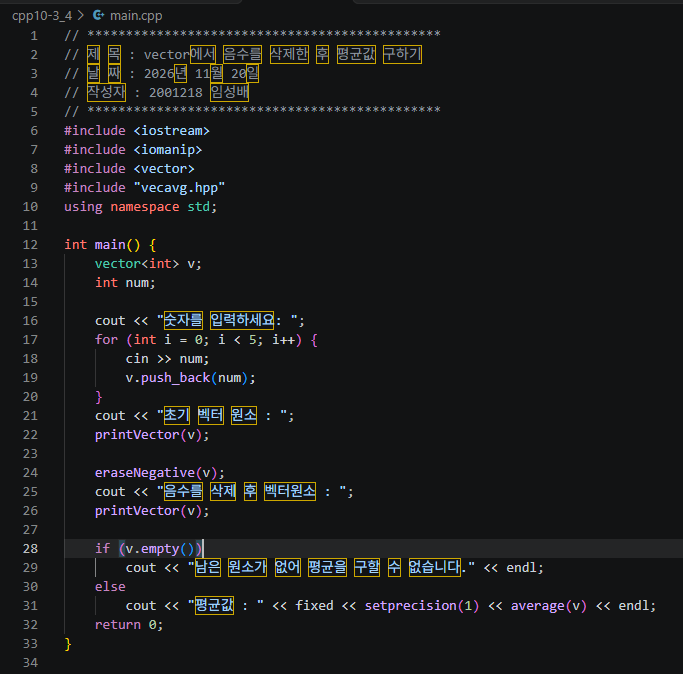 cpp10-3_4 > main.cpp
1 // *********************************************
2 // 제 목 : vector에서 음수를 삭제한 후 평균값 구하기
3 // 날 짜 : 2026년 11월 20일
4 // 작성자 : 2001218 임성배
5 // *********************************************
6 #include <iostream>
7 #include <iomanip>
8 #include <vector>
9 #include "vecavg.hpp"
10 using namespace std;
11
12 int main() {
13     vector<int> v;
14     int num;
15
16     cout << "숫자를 입력하세요: ";
17     for (int i = 0; i < 5; i++) {
18         cin >> num;
19         v.push_back(num);
20     }
21     cout << "초기 벡터 원소 : ";
22     printVector(v);
23
24     eraseNegative(v);
25     cout << "음수를 삭제 후 벡터원소 : ";
26     printVector(v);
27
28     if (v.empty())
29         cout << "남은 원소가 없어 평균을 구할 수 없습니다." << endl;
30     else
31         cout << "평균값 : " << fixed << setprecision(1) << average(v) << endl;
32     return 0;
33 }
34